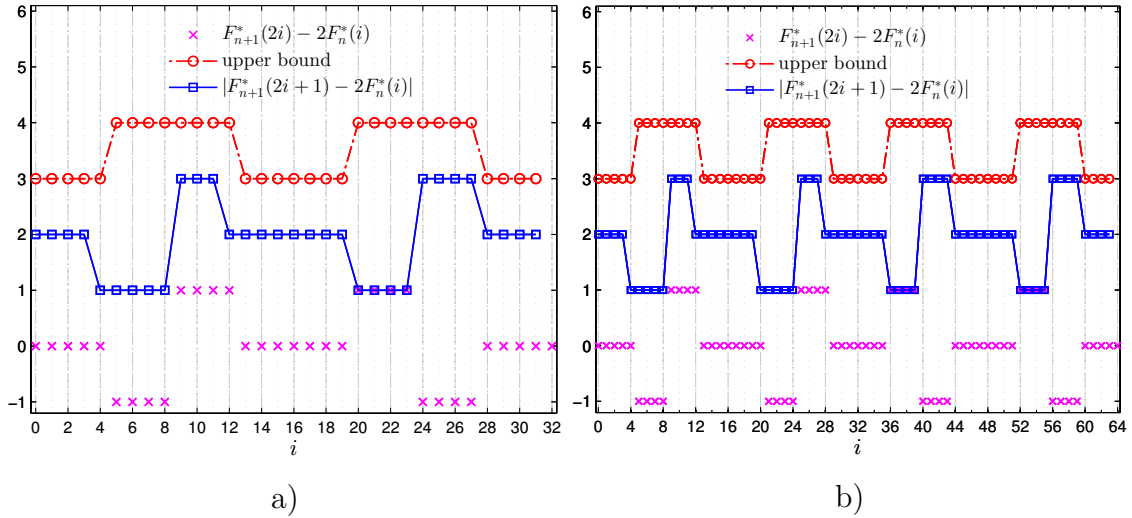 F*ₙ₊₁(2i) − 2F*ₙ(i)
upper bound
|F*ₙ₊₁(2i + 1) − 2F*ₙ(i)|
6
5
4
3
2
1
0
−1
0 2 4 6 8 10 12 14 16 18 20 22 24 26 28 30 32
i
a)
F*ₙ₊₁(2i) − 2F*ₙ(i)
upper bound
|F*ₙ₊₁(2i + 1) − 2F*ₙ(i)|
6
5
4
3
2
1
0
−1
0 4 8 12 16 20 24 28 32 36 40 44 48 52 56 60 64
i
b)